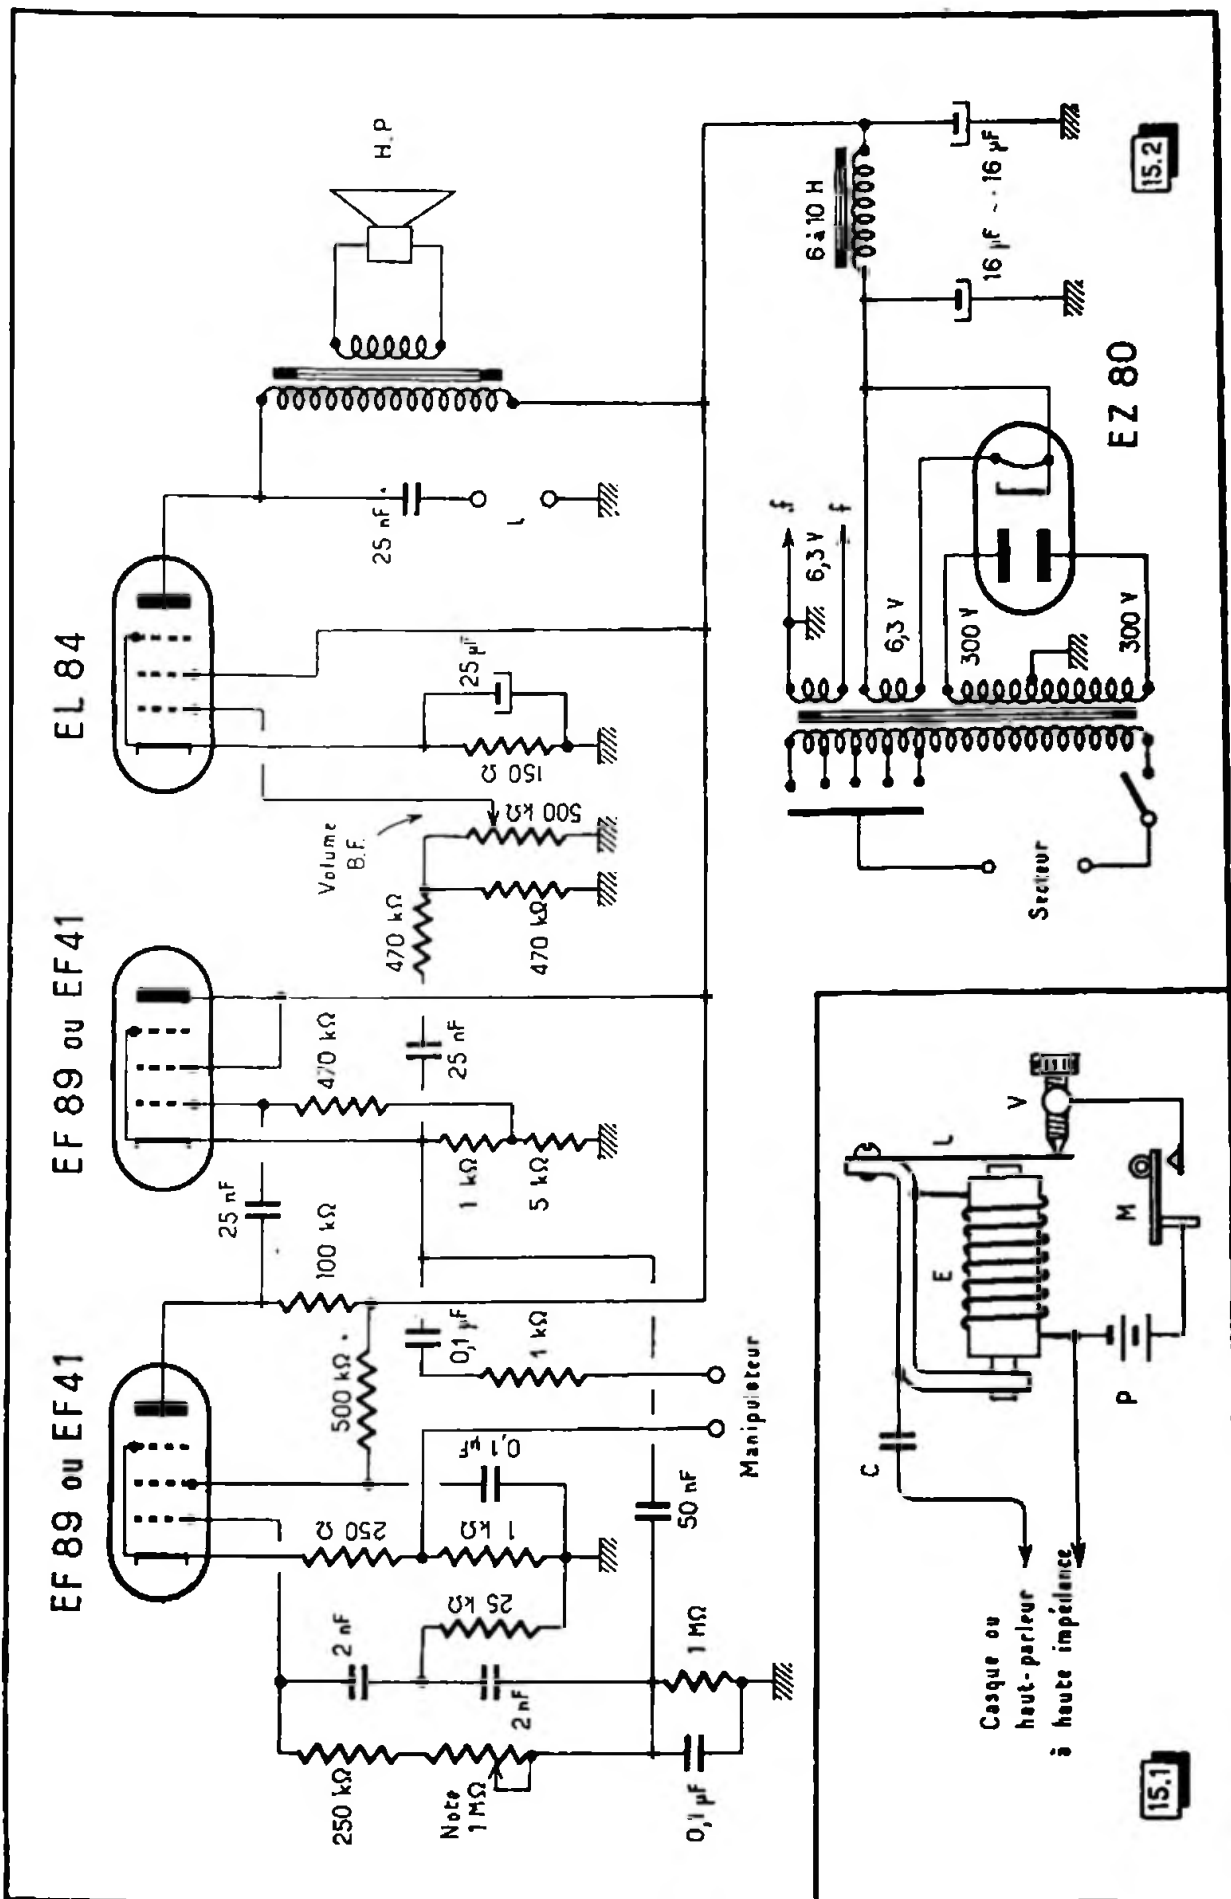 EF 89 ou EF 41
EF 89 ou EF 41
EL 84
H.P
250 kΩ
Note
1 MΩ
0,1 µF
2 nF
2 nF
25 kΩ
1 MΩ
250 Ω
1 kΩ
0,1 µF
50 nF
500 kΩ
100 kΩ
25 nF
0,1 µF
1 kΩ
Manipulateur
470 kΩ
1 kΩ
5 kΩ
25 nF
470 kΩ
470 kΩ
Volume
B.F.
500 kΩ
150 Ω
25 µF
25 nF
L
Secteur
f
6,3 V
f
6,3 V
300 V
300 V
EZ 80
6 à 10 H
16 µF ~ 16 µF
15.2
Casque ou
haut-parleur
à haute impédance
C
E
L
V
M
P
15.1